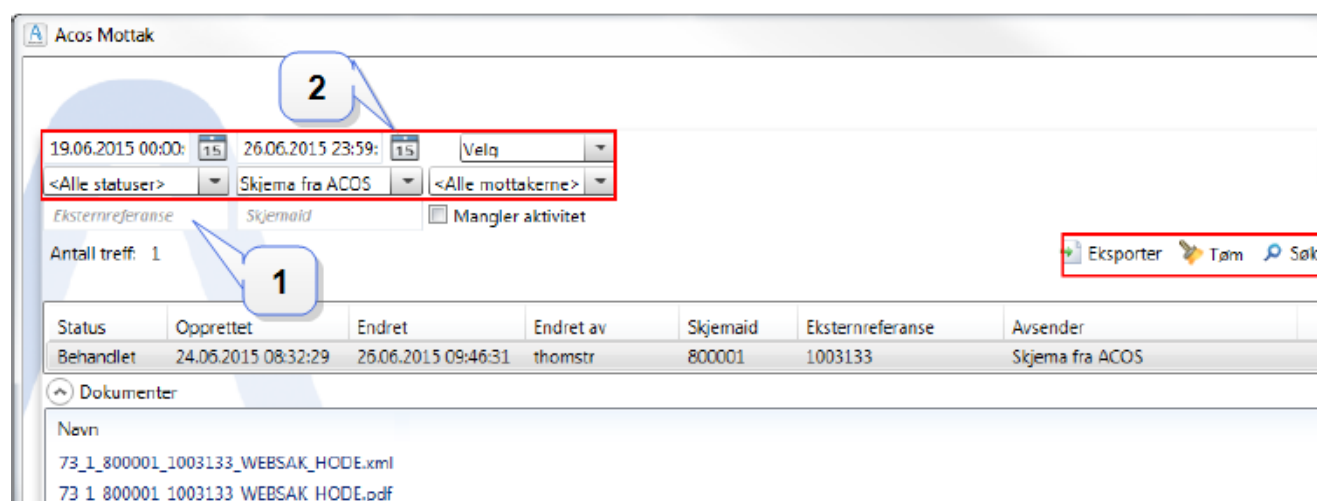 Acos Mottak
2
19.06.2015 00:00: 15 26.06.2015 23:59: 15 Velg
<Alle statuser> Skjema fra ACOS <Alle mottakerne>
Eksternreferanse Skjemaid Mangler aktivitet
Antall treff: 1
1
Eksporter Tøm Søk
Status Opprettet Endret Endret av Skjemaid Eksternreferanse Avsender
Behandlet 24.06.2015 08:32:29 26.06.2015 09:46:31 thomstr 800001 1003133 Skjema fra ACOS
Dokumenter
Navn
73_1_800001_1003133_WEBSAK_HODE.xml
73_1_800001_1003133_WEBSAK_HODE.pdf